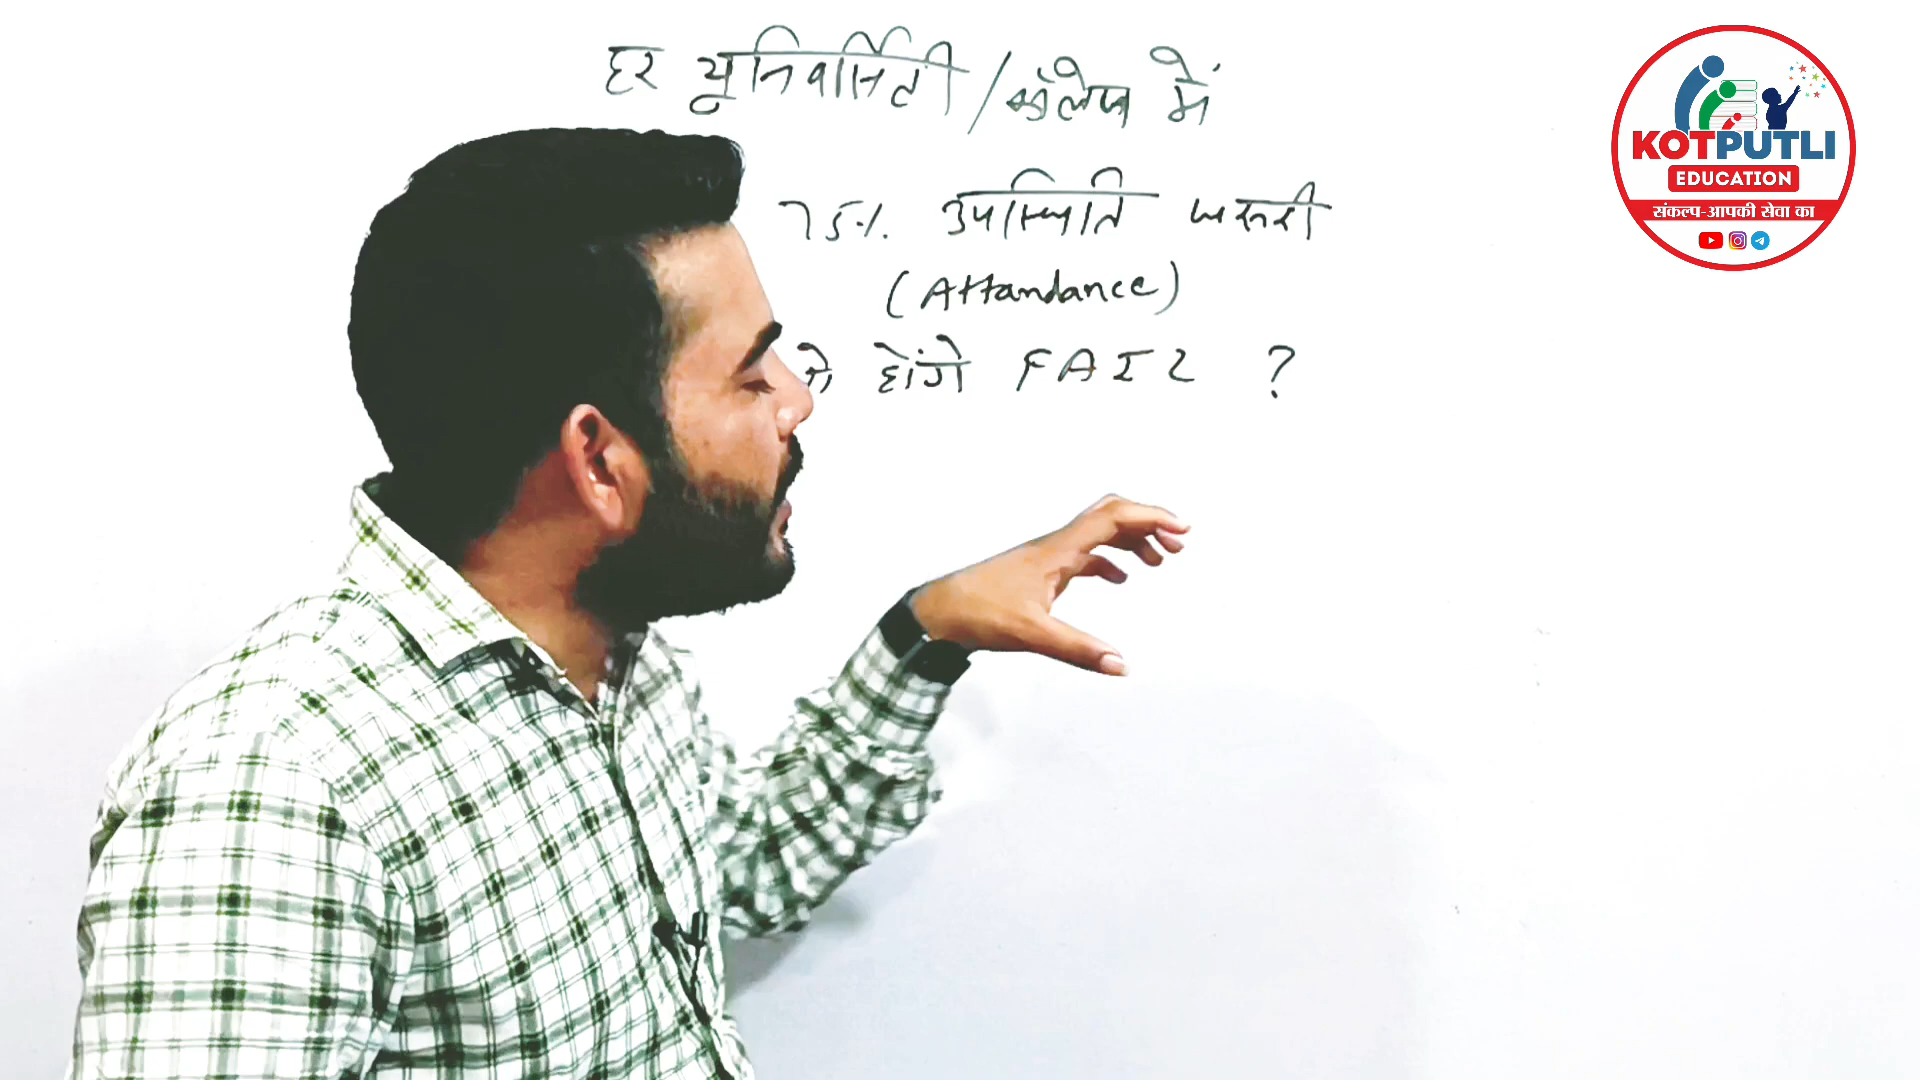 हर यूनिवर्सिटी / कॉलेज में
75% उपस्थिति जरूरी
(Attandance)
होंगे FAIL ?
KOTPUTLI
EDUCATION
संकल्प-आपकी सेवा का